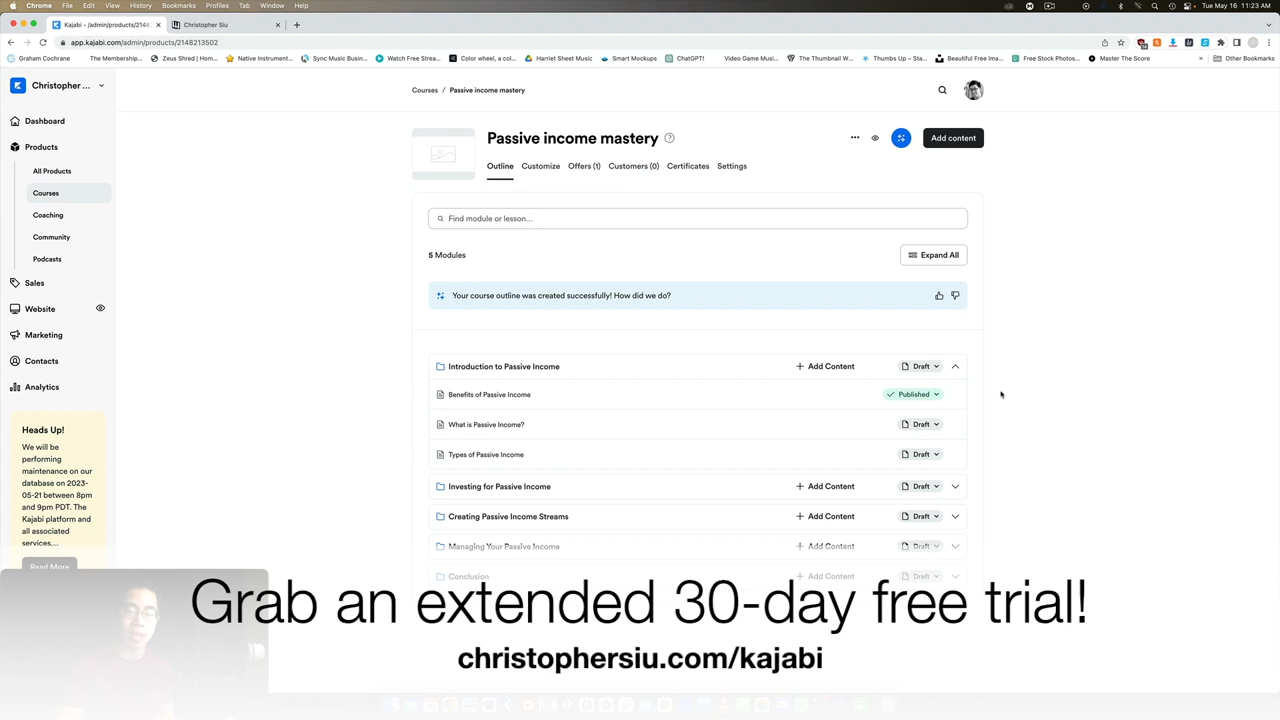 Chrome File Edit View History Bookmarks Profiles Tab Window Help
Tue May 16 11:23 AM
Kajabi - /admin/products/2148
Christopher Siu
app.kajabi.com/admin/products/2148213502
Graham Cochrane
The Membership...
Zeus Shred | Hom...
Native Instrument...
Sync Music Busin...
Watch Free Strea...
Color wheel, a col...
Harriet Sheet Music
Smart Mockups
ChatGPT!
Video Game Musi...
The Thumbnail W...
Thumbs Up – Sta...
Beautiful Free Ima...
Free Stock Photos...
Master The Score
»
Other Bookmarks
Christopher ...
Courses / Passive income mastery
Dashboard
Products
All Products
Courses
Coaching
Community
Podcasts
Sales
Website
Marketing
Contacts
Analytics
Heads Up!
We will be
performing
maintenance on our
database on 2023-
05-21 between 8pm
and 9pm PDT. The
Kajabi platform and
all associated
services,...
Read More
Passive income mastery
Add content
Outline Customize Offers (1) Customers (0) Certificates Settings
Find module or lesson...
5 Modules
Expand All
Your course outline was created successfully! How did we do?
Introduction to Passive Income + Add Content Draft
Benefits of Passive Income Published
What is Passive Income? Draft
Types of Passive Income Draft
Investing for Passive Income + Add Content Draft
Creating Passive Income Streams + Add Content Draft
Managing Your Passive Income + Add Content Draft
Conclusion + Add Content Draft
Grab an extended 30-day free trial!
christophersiu.com/kajabi